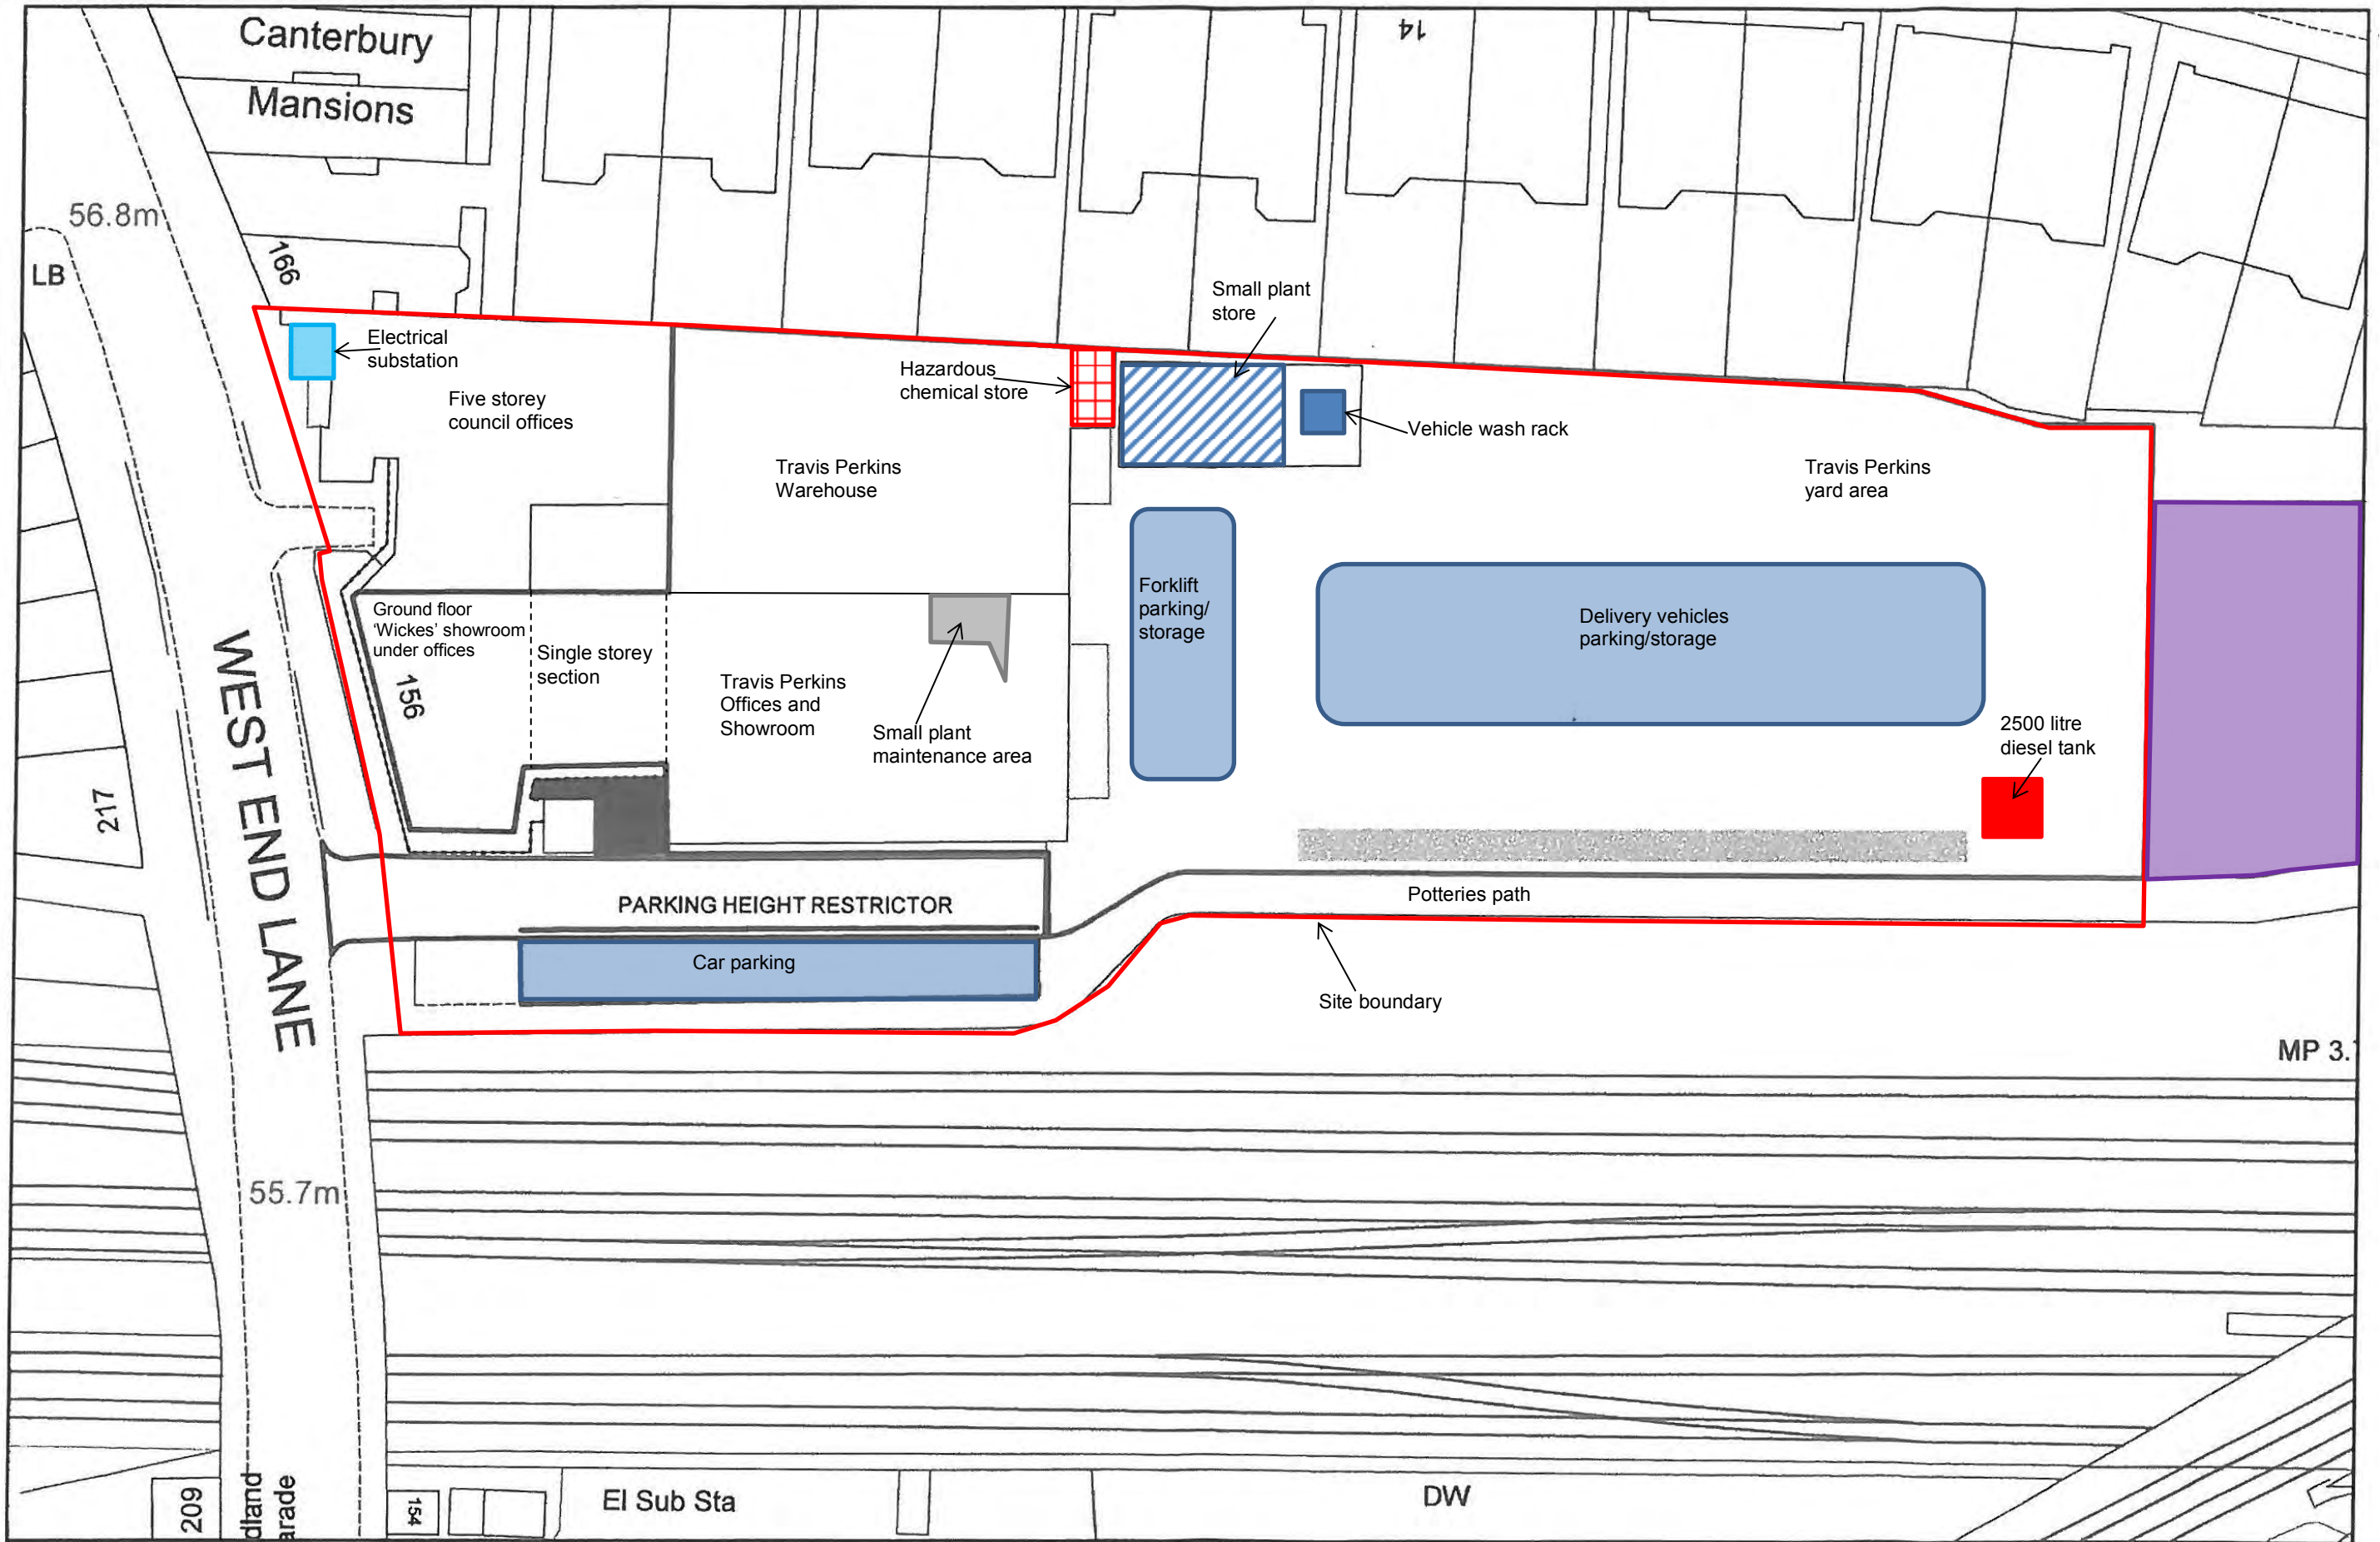 Canterbury
Mansions
14
56.8m
LB
166
Electrical
substation
Five storey
council offices
Hazardous
chemical store
Small plant
store
Vehicle wash rack
Travis Perkins
Warehouse
Travis Perkins
yard area
Forklift
parking/
storage
Delivery vehicles
parking/storage
Ground floor
'Wickes' showroom
under offices
Single storey
section
156
Travis Perkins
Offices and
Showroom
Small plant
maintenance area
2500 litre
diesel tank
WEST END LANE
217
PARKING HEIGHT RESTRICTOR
Potteries path
Car parking
Site boundary
MP 3.
55.7m
209
dland
arade
154
El Sub Sta
DW